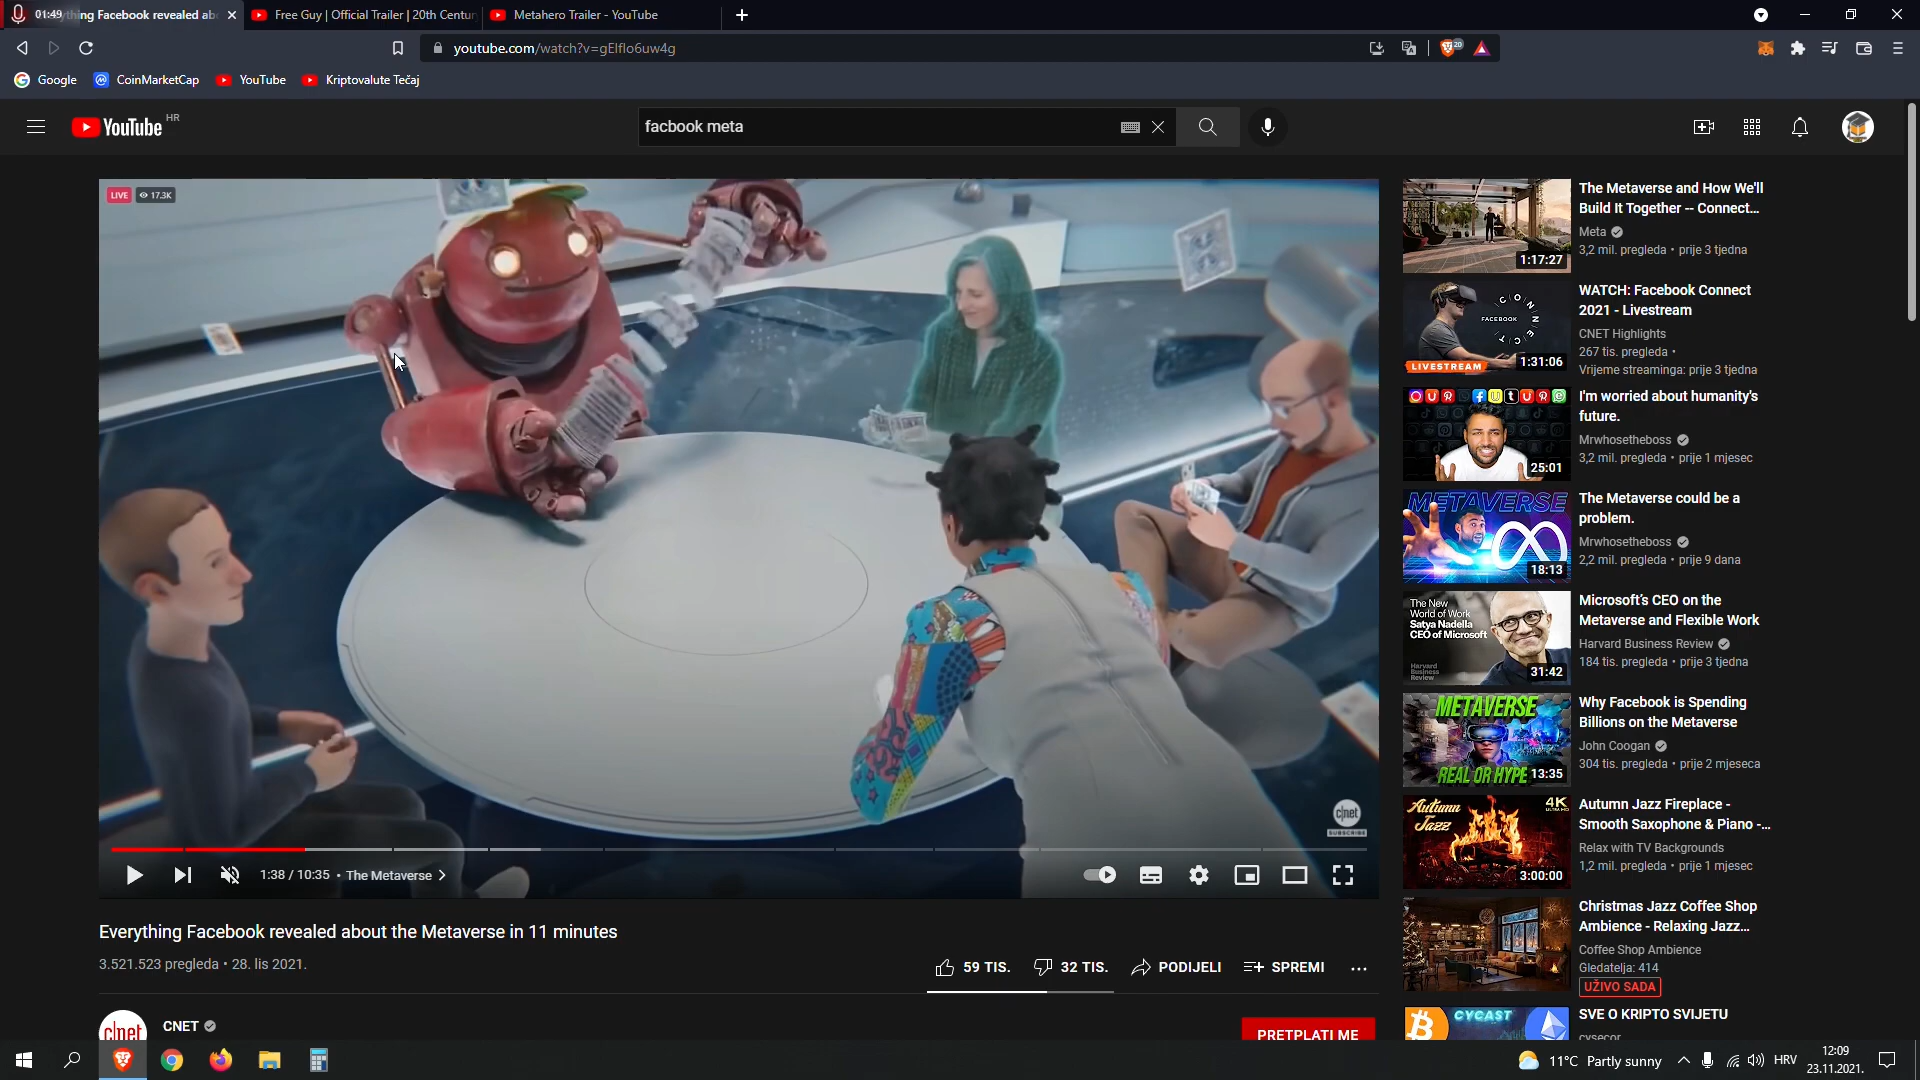 01:49
thing Facebook revealed ab
Free Guy | Official Trailer | 20th Centur
Metahero Trailer - YouTube
youtube.com/watch?v=gElflo6uw4g
20
Google
CoinMarketCap
YouTube
Kriptovalute Tečaj
YouTube HR
facbook meta
LIVE
17.3K
cnet
SUBSCRIBE
1:38 / 10:35 • The Metaverse
Everything Facebook revealed about the Metaverse in 11 minutes
3.521.523 pregleda • 28. lis 2021.
59 TIS.
32 TIS.
PODIJELI
SPREMI
cnet
CNET
PRETPLATI ME
1:17:27
The Metaverse and How We'll
Build It Together -- Connect...
Meta
3,2 mil. pregleda • prije 3 tjedna
CONNECT
FACEBOOK
LIVESTREAM
1:31:06
WATCH: Facebook Connect
2021 - Livestream
CNET Highlights
267 tis. pregleda •
Vrijeme streaminga: prije 3 tjedna
25:01
I'm worried about humanity's
future.
Mrwhosetheboss
3,2 mil. pregleda • prije 1 mjesec
METAVERSE
18:13
The Metaverse could be a
problem.
Mrwhosetheboss
2,2 mil. pregleda • prije 9 dana
The New
World of Work
Satya Nadella
CEO of Microsoft
Harvard
Business
Review
31:42
Microsoft's CEO on the
Metaverse and Flexible Work
Harvard Business Review
184 tis. pregleda • prije 3 tjedna
METAVERSE
REAL OR HYPE
13:35
Why Facebook is Spending
Billions on the Metaverse
John Coogan
304 tis. pregleda • prije 2 mjeseca
Autumn
Jazz
4K
3:00:00
Autumn Jazz Fireplace -
Smooth Saxophone & Piano -...
Relax with TV Backgrounds
1,2 mil. pregleda • prije 1 mjesec
Christmas Jazz Coffee Shop
Ambience - Relaxing Jazz...
Coffee Shop Ambience
Gledatelja: 414
UŽIVO SADA
CYCAST
SVE O KRIPTO SVIJETU
cysecor
11°C Partly sunny
HRV
12:09
23.11.2021.